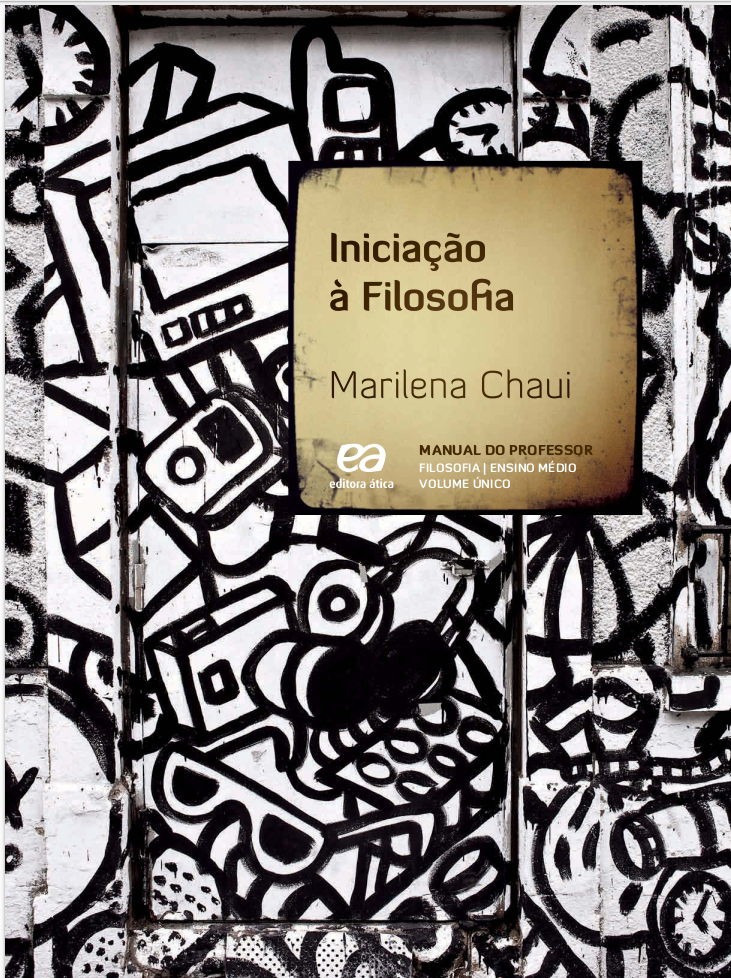 Iniciação
à Filosofia
Marilena Chaui
ea
editora ática
MANUAL DO PROFESSOR
FILOSOFIA | ENSINO MÉDIO
VOLUME ÚNICO